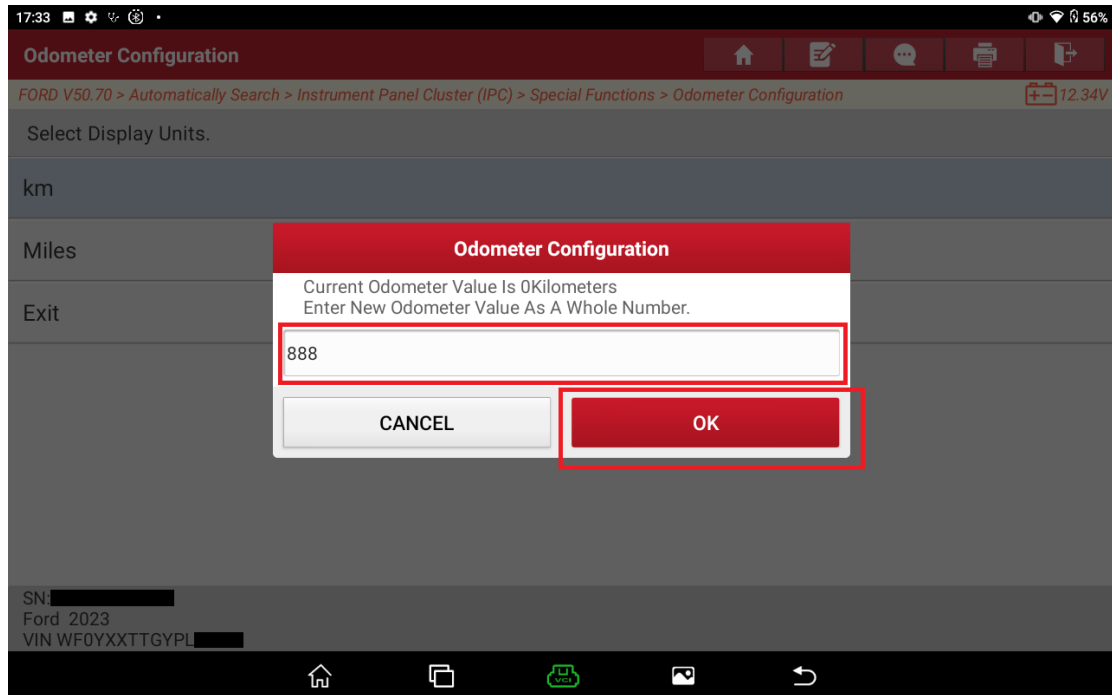 17:33
56%
Odometer Configuration
FORD V50.70 > Automatically Search > Instrument Panel Cluster (IPC) > Special Functions > Odometer Configuration
12.34V
Select Display Units.
km
Miles
Exit
Odometer Configuration
Current Odometer Value Is 0Kilometers
Enter New Odometer Value As A Whole Number.
888
CANCEL
OK
SN:
Ford 2023
VIN WF0YXXTTGYPL
VCI